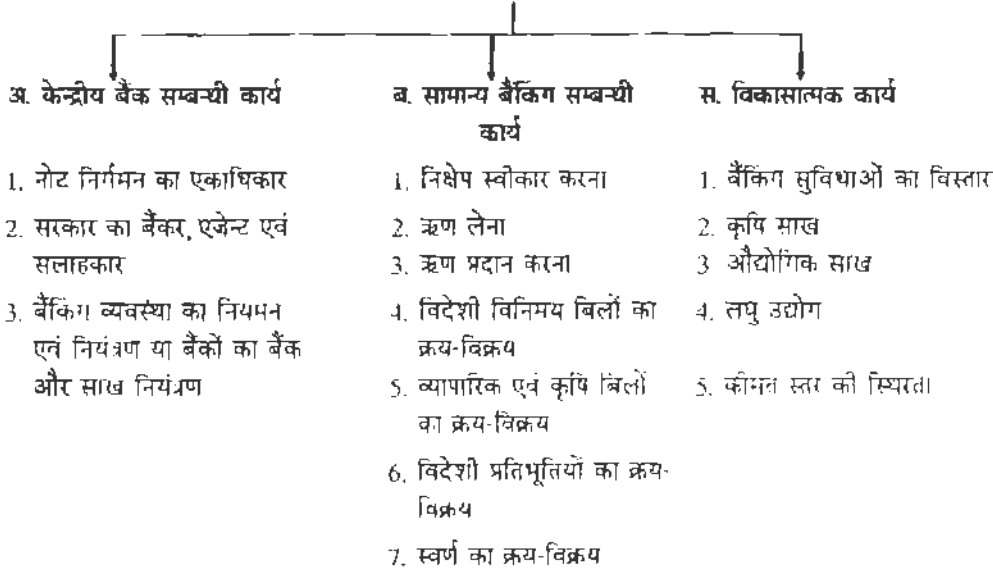 अ. केन्द्रीय बैंक सम्बन्धी कार्य
1. नोट निर्गमन का एकाधिकार
2. सरकार का बैंकर, एजेन्ट एवं
सलाहकार
3. बैंकिंग व्यवस्था का नियमन
एवं नियंत्रण या बैंकों का बैंक
और साख नियंत्रण
ब. सामान्य बैंकिंग सम्बन्धी
कार्य
1. निक्षेप स्वीकार करना
2. ऋण लेना
3. ऋण प्रदान करना
4. विदेशी विनिमय बिलों का
क्रय-विक्रय
5. व्यापारिक एवं कृषि बिलों
का क्रय-विक्रय
6. विदेशी प्रतिभूतियों का क्रय-
विक्रय
7. स्वर्ण का क्रय-विक्रय
स. विकासात्मक कार्य
1. बैंकिंग सुविधाओं का विस्तार
2. कृषि साख
3 औद्योगिक साख
4. लघु उद्योग
5. कीमत स्तर की स्थिरता